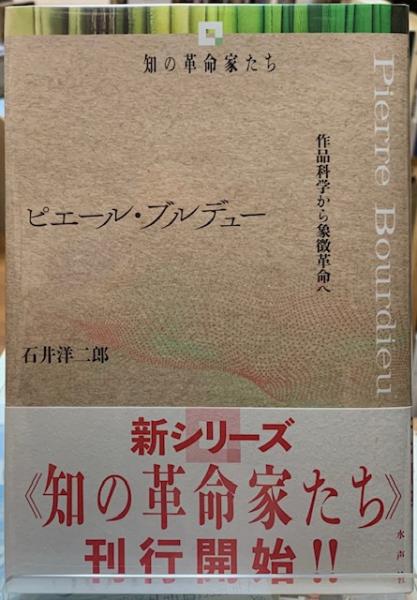 知の革命家たち
Pierre Bourdieu
作品科学から象徴革命へ
ピエール・ブルデュー
石井洋二郎
新シリーズ
《知の革命家たち》
刊行開始!!
水声